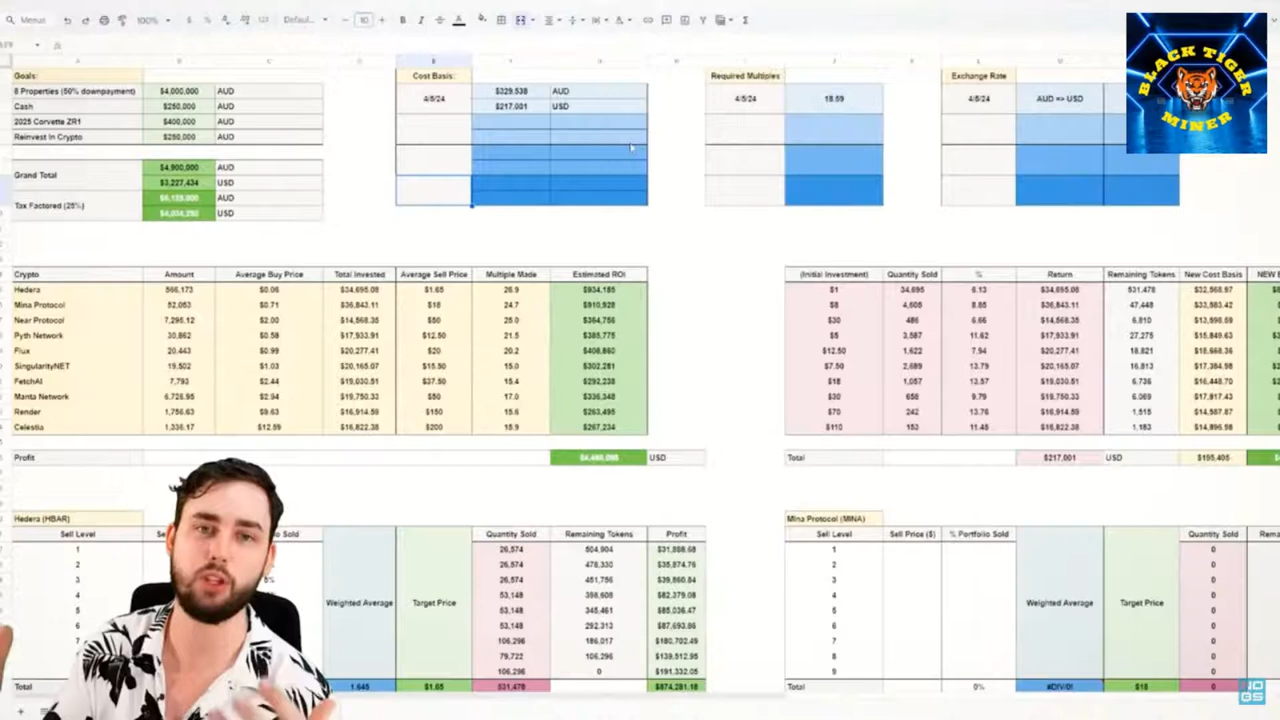 Menus 100% $ % .0 .00 123 Defaul... 10 B I A
Goals: Cost Basis: Required Multiples Exchange Rate
8 Properties (50% downpayment) $4,000,000 AUD 4/5/24 $329,538 AUD 4/5/24 18.59 4/5/24 AUD => USD
Cash $250,000 AUD $217,001 USD
2025 Corvette ZR1 $400,000 AUD
Reinvest In Crypto $250,000 AUD
Grand Total $4,900,000 AUD
$3,227,434 USD
Tax Factored (25%) $6,125,000 AUD
USD
BLACK TIGER
MINER
Crypto Amount Average Buy Price Total Invested Average Sell Price Multiple Made Estimated ROI (Initial Investment) Quantity Sold % Return Remaining Tokens New Cost Basis
Hedera 566,173 $0.06 $34,695.08 $1.65 26.9 $934,185 $1 34,695 6.13 $34,695.08 531,478 $32,568.97
Mina Protocol 52,053 $0.71 $36,843.11 $18 24.7 $910,928 $8 4,605 8.85 $36,843.11 47,448 $33,583.42
Near Protocol 7,296.12 $2.00 $14,568.35 $50 25.0 $364,756 $30 486 6.66 $14,568.35 6,810 $13,598.59
Pyth Network 30,862 $0.58 $17,933.91 $12.50 21.5 $385,775 $5 3,587 11.62 $17,933.91 27,275 $15,849.63
Flux 20,443 $0.99 $20,277.41 $20 20.2 $408,860 $12.50 1,622 7.94 $20,277.41 18,821 $18,668.36
SingularityNET 19,502 $1.03 $20,165.07 $15.50 15.0 $302,281 $7.50 2,689 13.79 $20,165.07 16,813 $17,384.98
FetchAI 7,793 $2.44 $19,030.51 $37.50 15.4 $292,238 $18 1,057 13.57 $19,030.51 6,736 $16,448.70
Manta Network 6,726.95 $2.94 $19,750.33 $50 17.0 $336,348 $30 658 9.79 $19,750.33 6,069 $17,817.43
Render 1,756.63 $9.63 $16,914.59 $150 15.6 $263,495 $70 242 13.76 $16,914.59 1,515 $14,587.87
Celestia 1,336.17 $12.59 $16,822.38 $200 15.9 $267,234 $110 153 11.45 $16,822.38 1,183 $14,896.58
Profit USD Total $217,001 USD $195,405
Hedera (HBAR) Mina Protocol (MINA)
Sell Level Quantity Sold Remaining Tokens Profit Sell Level Sell Price ($) % Portfolio Sold Quantity Sold
1 26,574 504,904 $31,888.68 1 0
2 26,574 478,330 $35,874.76 2 0
3 26,574 451,756 $39,860.84 3 0
4 53,148 398,608 $82,379.08 4 0
Weighted Average Target Price Weighted Average Target Price
5 53,148 345,461 $85,036.47 5 0
6 53,148 292,313 $87,693.86 6 0
7 106,296 186,017 $180,702.49 7 0
79,722 106,296 $139,512.95 8 0
106,296 0 $191,332.05 9 0
Total 1.645 $1.65 531,478 $874,281.18 Total 0% #DIV/0! $18 0
NO
GS